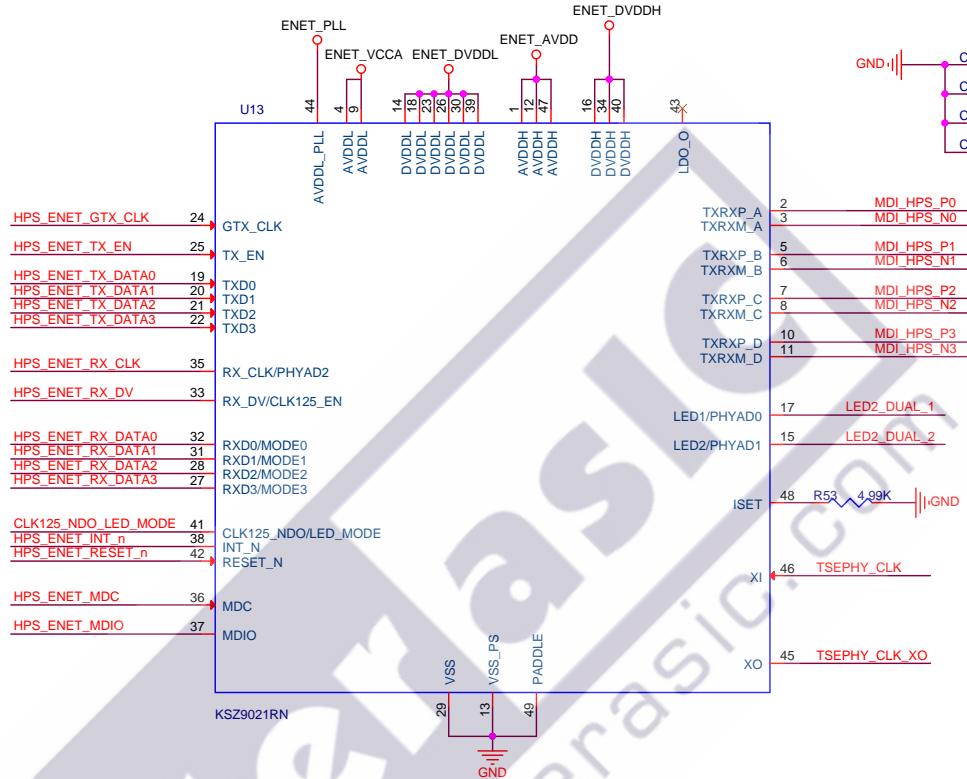 ENET_PLL
ENET_DVDDH
ENET_VCCA
ENET_DVDDL
ENET_AVDD
GND
U13
44
4
9
14
18
23
26
30
39
1
12
47
16
34
40
43
AVDDL_PLL
AVDDL
AVDDL
DVDDL
DVDDL
DVDDL
DVDDL
DVDDL
DVDDL
AVDDH
AVDDH
AVDDH
DVDDH
DVDDH
DVDDH
LDO_O
HPS_ENET_GTX_CLK 24 GTX_CLK
HPS_ENET_TX_EN 25 TX_EN
HPS_ENET_TX_DATA0 19 TXD0
HPS_ENET_TX_DATA1 20 TXD1
HPS_ENET_TX_DATA2 21 TXD2
HPS_ENET_TX_DATA3 22 TXD3
HPS_ENET_RX_CLK 35 RX_CLK/PHYAD2
HPS_ENET_RX_DV 33 RX_DV/CLK125_EN
HPS_ENET_RX_DATA0 32 RXD0/MODE0
HPS_ENET_RX_DATA1 31 RXD1/MODE1
HPS_ENET_RX_DATA2 28 RXD2/MODE2
HPS_ENET_RX_DATA3 27 RXD3/MODE3
CLK125_NDO_LED_MODE 41 CLK125_NDO/LED_MODE
HPS_ENET_INT_n 38 INT_N
HPS_ENET_RESET_n 42 RESET_N
HPS_ENET_MDC 36 MDC
HPS_ENET_MDIO 37 MDIO
TXRXP_A 2 MDI_HPS_P0
TXRXM_A 3 MDI_HPS_N0
TXRXP_B 5 MDI_HPS_P1
TXRXM_B 6 MDI_HPS_N1
TXRXP_C 7 MDI_HPS_P2
TXRXM_C 8 MDI_HPS_N2
TXRXP_D 10 MDI_HPS_P3
TXRXM_D 11 MDI_HPS_N3
LED1/PHYAD0 17 LED2_DUAL_1
LED2/PHYAD1 15 LED2_DUAL_2
ISET 48 R53 4.99K GND
XI 46 TSEPHY_CLK
XO 45 TSEPHY_CLK_XO
VSS
VSS_PS
PADDLE
29
13
49
KSZ9021RN
GND
terasic
terasic.com